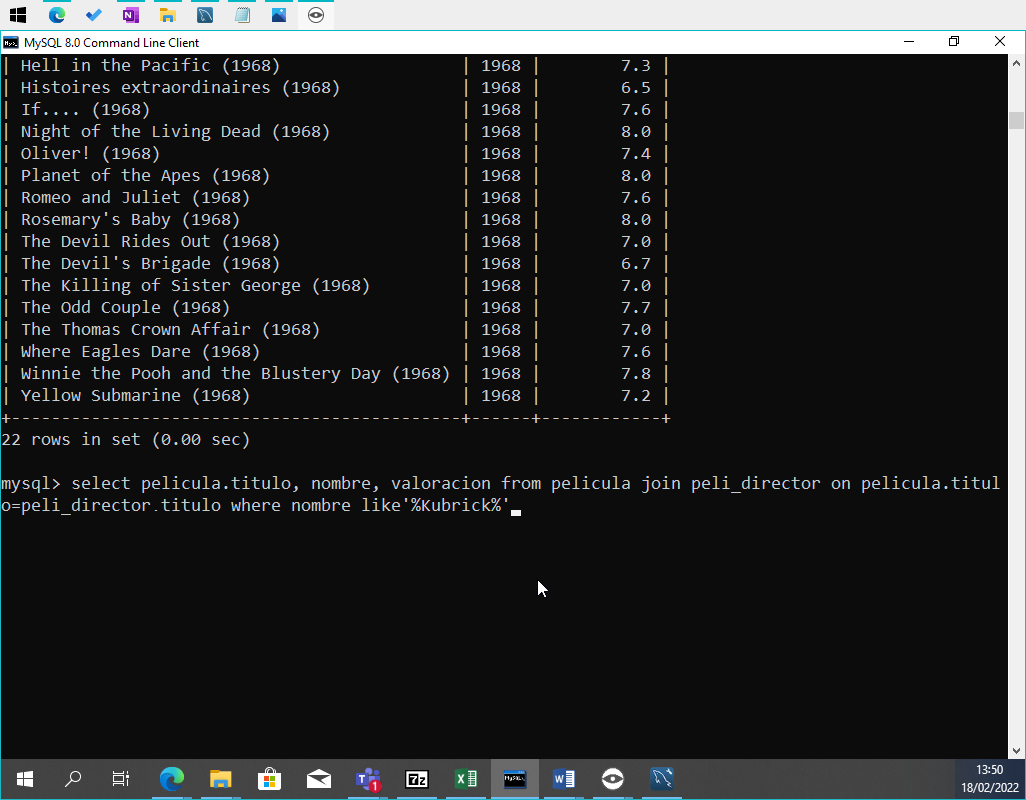 MySQL 8.0 Command Line Client
| Hell in the Pacific (1968)                  | 1968 |        7.3 |
| Histoires extraordinaires (1968)            | 1968 |        6.5 |
| If.... (1968)                               | 1968 |        7.6 |
| Night of the Living Dead (1968)             | 1968 |        8.0 |
| Oliver! (1968)                              | 1968 |        7.4 |
| Planet of the Apes (1968)                   | 1968 |        8.0 |
| Romeo and Juliet (1968)                     | 1968 |        7.6 |
| Rosemary's Baby (1968)                      | 1968 |        8.0 |
| The Devil Rides Out (1968)                  | 1968 |        7.0 |
| The Devil's Brigade (1968)                  | 1968 |        6.7 |
| The Killing of Sister George (1968)         | 1968 |        7.0 |
| The Odd Couple (1968)                       | 1968 |        7.7 |
| The Thomas Crown Affair (1968)              | 1968 |        7.0 |
| Where Eagles Dare (1968)                    | 1968 |        7.6 |
| Winnie the Pooh and the Blustery Day (1968) | 1968 |        7.8 |
| Yellow Submarine (1968)                     | 1968 |        7.2 |
+---------------------------------------------+------+------------+
22 rows in set (0.00 sec)
mysql> select pelicula.titulo, nombre, valoracion from pelicula join peli_director on pelicula.titul
o=peli_director.titulo where nombre like'%Kubrick%'
1
7z
MySQL
13:50
18/02/2022